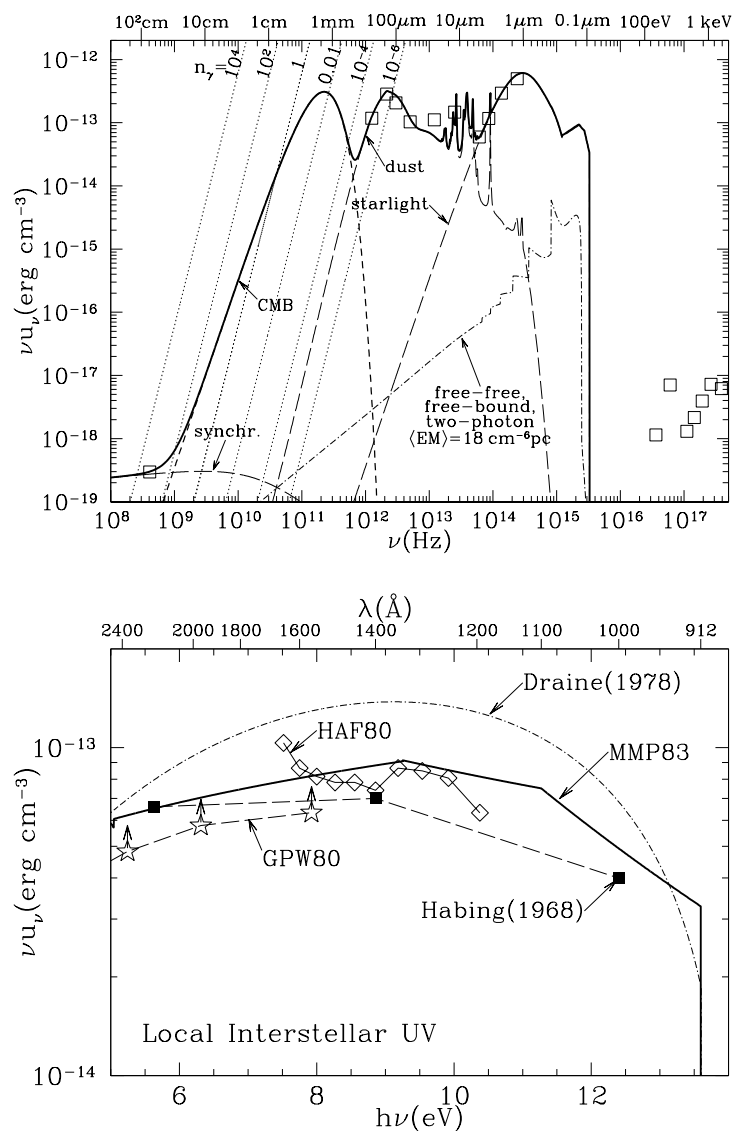 10²cm 10cm 1cm 1mm 100μm 10μm 1μm 0.1μm 100eV 1keV
n_γ= 10⁴ 10² 1 0.01 10⁻⁴ 10⁻⁶
10⁻¹²
10⁻¹³
dust
10⁻¹⁴
starlight
10⁻¹⁵
νu_ν(erg cm⁻³)
CMB
10⁻¹⁶
10⁻¹⁷
free−free,
free−bound,
two−photon
⟨EM⟩=18 cm⁻⁶pc
synchr.
10⁻¹⁸
10⁻¹⁹
10⁸ 10⁹ 10¹⁰ 10¹¹ 10¹² 10¹³ 10¹⁴ 10¹⁵ 10¹⁶ 10¹⁷
ν(Hz)
λ(Å)
2400 2000 1800 1600 1400 1200 1100 1000 912
Draine(1978)
HAF80
MMP83
10⁻¹³
νu_ν(erg cm⁻³)
GPW80
Habing(1968)
Local Interstellar UV
10⁻¹⁴
6 8 10 12
hν(eV)